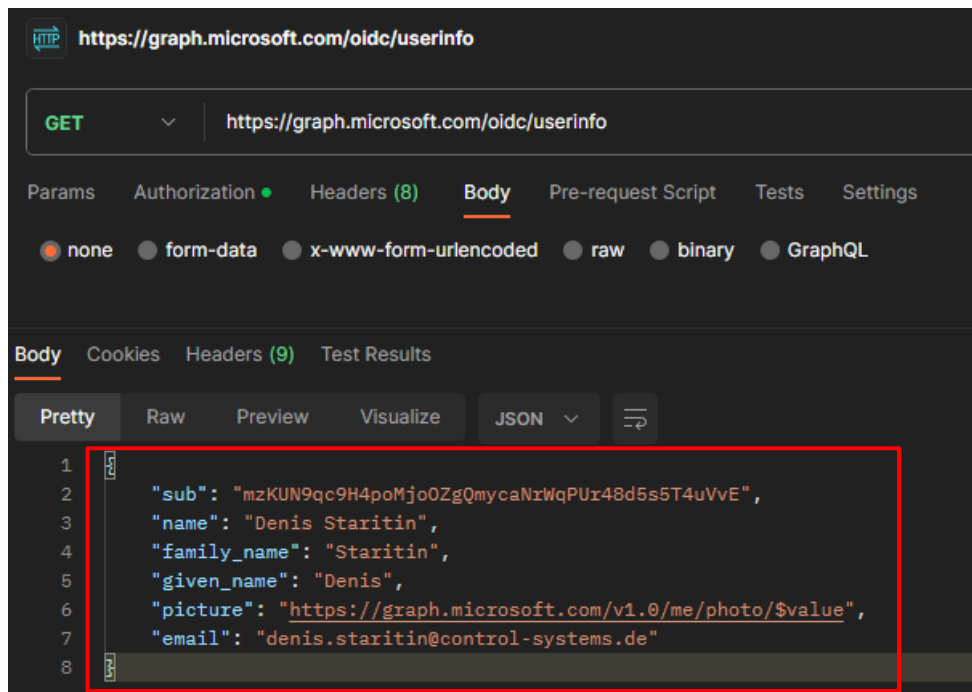 HTTP https://graph.microsoft.com/oidc/userinfo
GET https://graph.microsoft.com/oidc/userinfo
Params Authorization Headers (8) Body Pre-request Script Tests Settings
none form-data x-www-form-urlencoded raw binary GraphQL
Body Cookies Headers (9) Test Results
Pretty Raw Preview Visualize JSON
1 {
2 "sub": "mzKUN9qc9H4poMjoOZgQmycaNrWqPUr48d5s5T4uVvE",
3 "name": "Denis Staritin",
4 "family_name": "Staritin",
5 "given_name": "Denis",
6 "picture": "https://graph.microsoft.com/v1.0/me/photo/$value",
7 "email": "denis.staritin@control-systems.de"
8 }